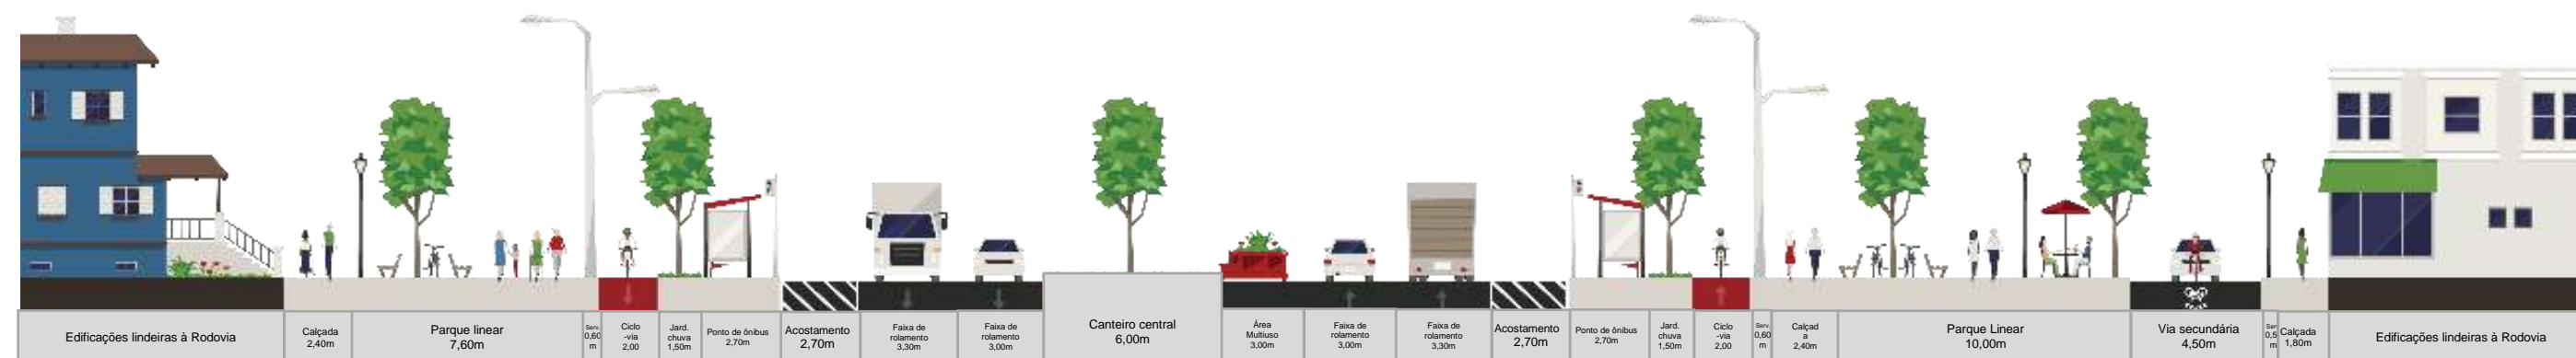 Edificações lindeiras à Rodovia
Calçada
2,40m
Parque linear
7,60m
Serv.
0,60
m
Ciclo
-via
2,00
Jard.
chuva
1,50m
Ponto de ônibus
2,70m
Acostamento
2,70m
Faixa de
rolamento
3,30m
Faixa de
rolamento
3,00m
Canteiro central
6,00m
Área
Multiuso
3,00m
Faixa de
rolamento
3,00m
Faixa de
rolamento
3,30m
Acostamento
2,70m
Ponto de ônibus
2,70m
Jard.
chuva
1,50m
Ciclo
-via
2,00
Serv.
0,60
m
Calçad
a
2,40m
Parque Linear
10,00m
Via secundária
4,50m
Ser
0,5
m
Calçada
1,80m
Edificações lindeiras à Rodovia